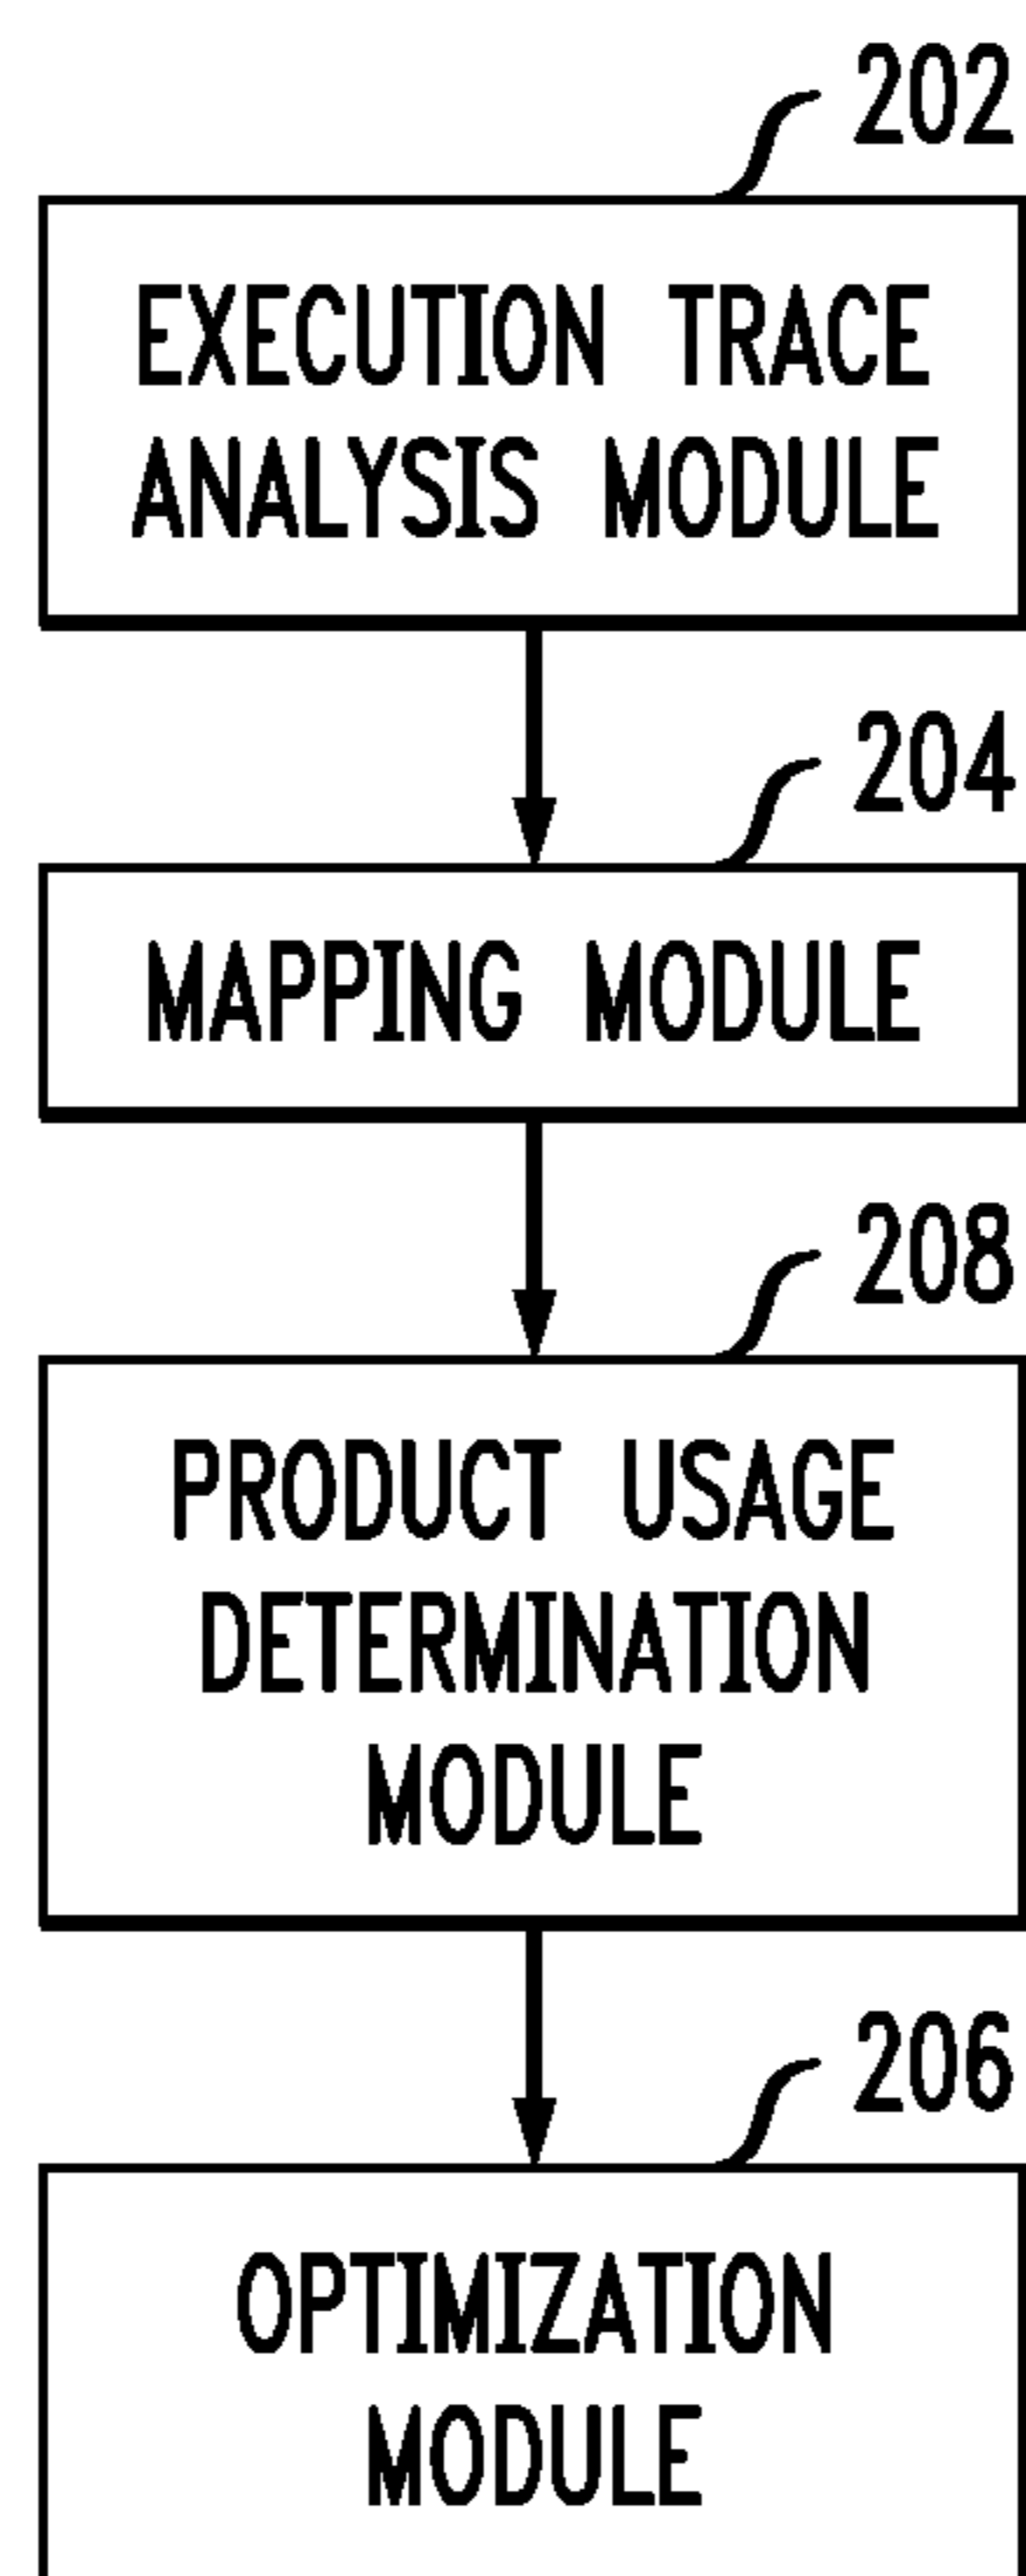 202
EXECUTION TRACE
ANALYSIS MODULE
204
MAPPING MODULE
208
PRODUCT USAGE
DETERMINATION
MODULE
206
OPTIMIZATION
MODULE